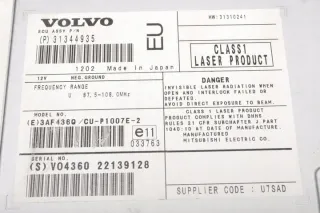 VOLVO
ECU ASSY P/N
(P) 31344935
HW:31310241
EU
1202 Made in Japan
CLASS1
LASER PRODUCT
12V NEG.GROUND
FREQUENCY RANGE
U 87.5-108.0MHz
DANGER
INVISIBLE LASER RADIATION WHEN
OPEN AND INTERLOCK FAILED OR
DEFEATED
AVOID DIRECT EXPOSURE TO BEAM.
MODEL NO.
(E)3AF436Q /CU-P1007E-2
e11
033763
CLASS 1 LASER PRODUCT
PRODUCT COMPLIES WITH DHHS
RULES 21 CFR SUBCHAPTER J PART
1040.10 AT DATE OF MANUFACTURE.
MANUFACTURED
MITSUBISHI ELECTRIC CO.
SERIAL NO.
(S) V04360 22139128
SUPPLIER CODE : UTSAD